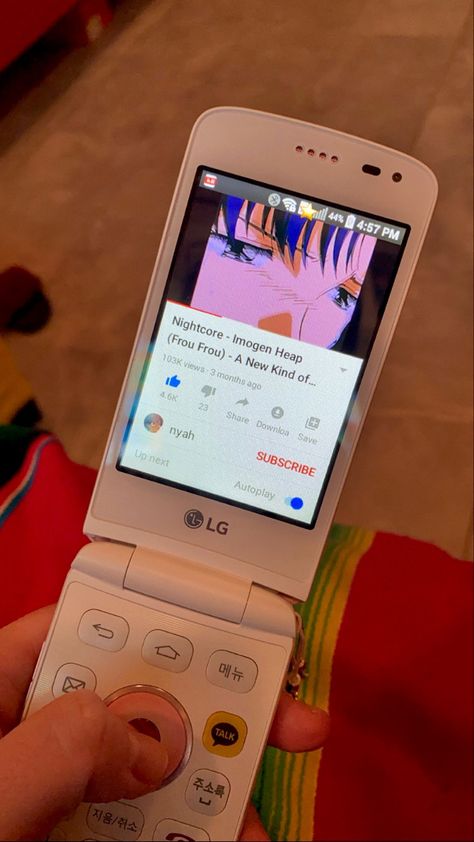 44% 4:57 PM
Nightcore - Imogen Heap
(Frou Frou) - A New Kind of...
103K views · 3 months ago
4.6K 23 Share Downloa Save
nyah SUBSCRIBE
Up next Autoplay
LG
메뉴
TALK
주소록
지움/취소